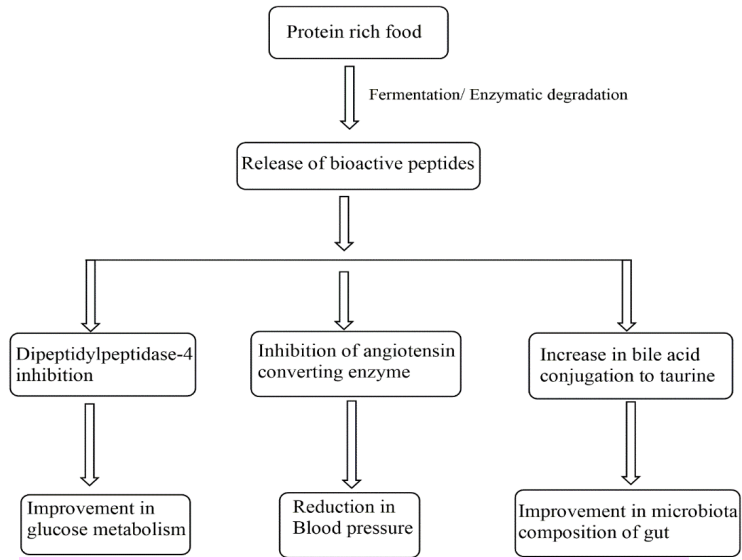 Protein rich food
Fermentation/ Enzymatic degradation
Release of bioactive peptides
Dipeptidylpeptidase-4
inhibition
Inhibition of angiotensin
converting enzyme
Increase in bile acid
conjugation to taurine
Improvement in
glucose metabolism
Reduction in
Blood pressure
Improvement in microbiota
composition of gut